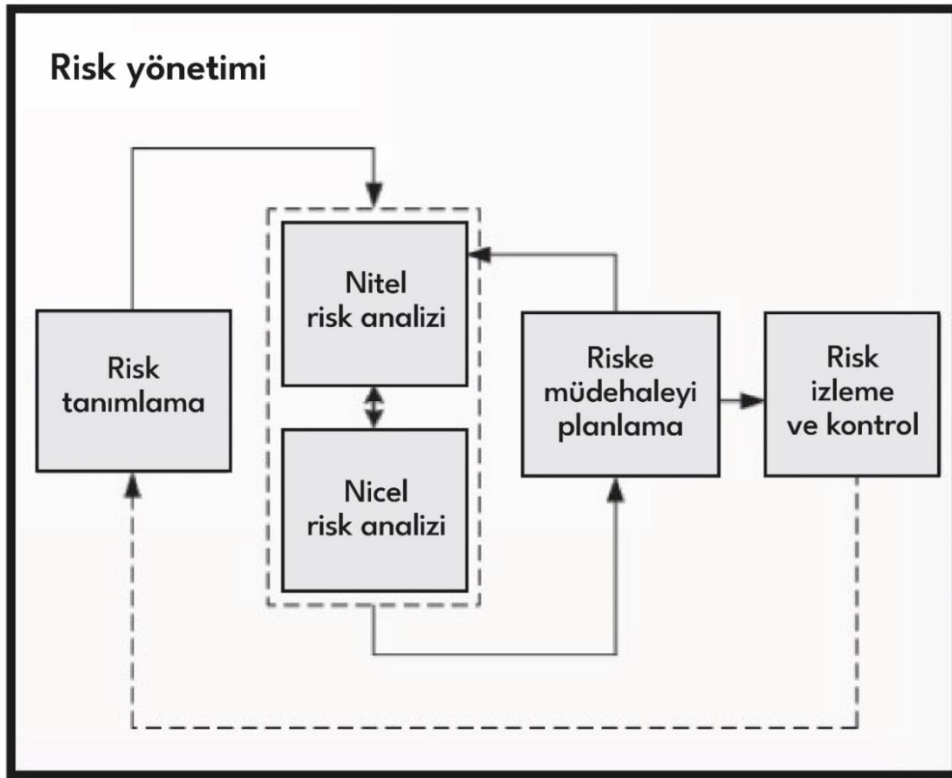 Risk yönetimi
Risk
tanımlama
Nitel
risk analizi
Nicel
risk analizi
Riske
müdehaleyi
planlama
Risk
izleme
ve kontrol